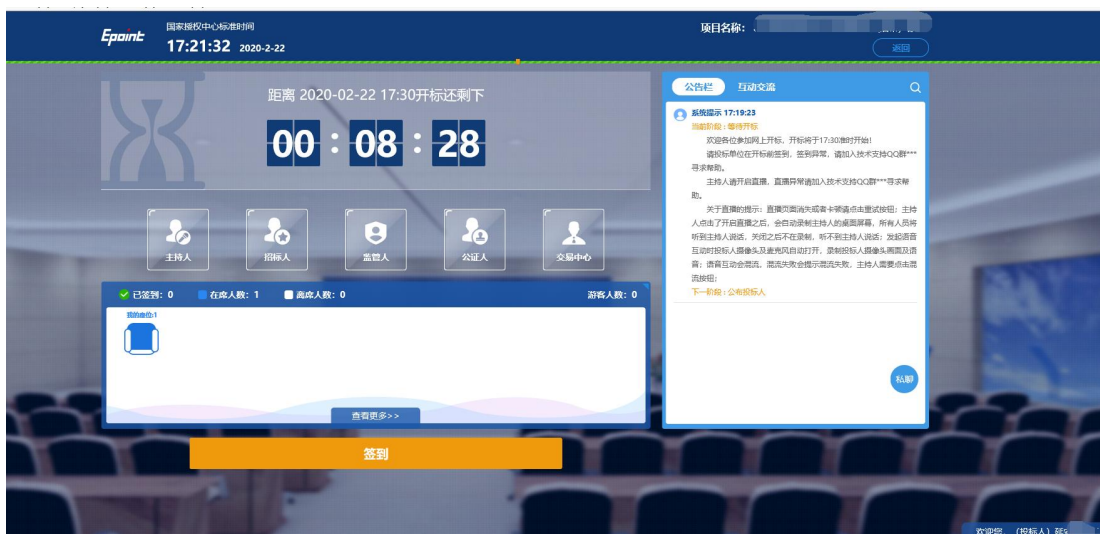 Epoint
国家授权中心标准时间
17:21:32 2020-2-22
项目名称:
返回
距离 2020-02-22 17:30开标还剩下
00 : 08 : 28
主持人
招标人
监管人
公证人
交易中心
已签到: 0 在席人数: 1 离席人数: 0 游客人数: 0
我的座位:1
查看更多>>
签到
公告栏 互动交流
系统提示 17:19:23
当前阶段:等待开标
欢迎各位参加网上开标,开标将于17:30准时开始!
请投标单位在开标前签到,签到异常,请加入技术支持QQ群***
寻求帮助。
主持人请开启直播,直播异常请加入技术支持QQ群***寻求帮
助。
关于直播的提示:直播页面消失或者卡顿请点击重试按钮;主持
人点击了开启直播之后,会自动录制主持人的桌面屏幕,所有人员将
听到主持人说话,关闭之后不在录制,听不到主持人说话;发起语音
互动时投标人摄像头及麦克风自动打开,录制投标人摄像头画面及语
音;语音互动会混流,混流失败会提示混流失败,主持人需要点击混
流按钮;
下一阶段:公布投标人
私聊
欢迎您, (投标人)